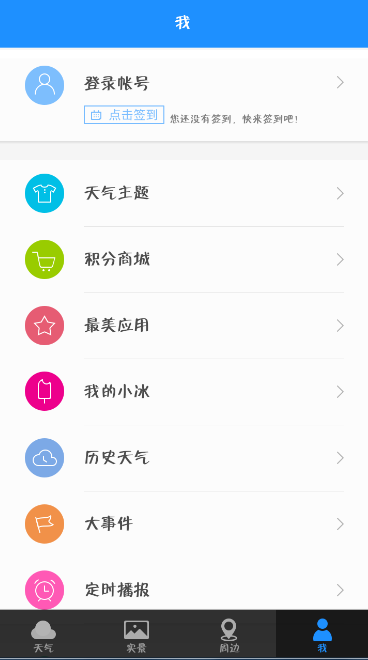 我
登录帐号
点击签到
您还没有签到，快来签到吧！
天气主题
积分商城
最美应用
我的小冰
历史天气
大事件
定时播报
天气
实景
周边
我